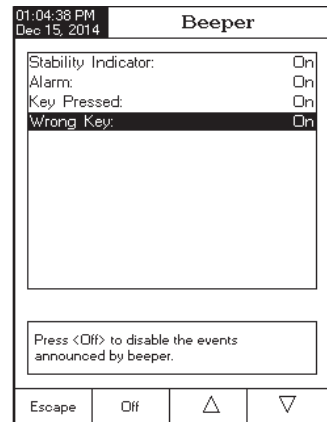 01:04:38 PM
Dec 15, 2014
Beeper
Stability Indicator: On
Alarm: On
Key Pressed: On
Wrong Key: On
Press <Off> to disable the events
announced by beeper.
Escape Off △ ▽